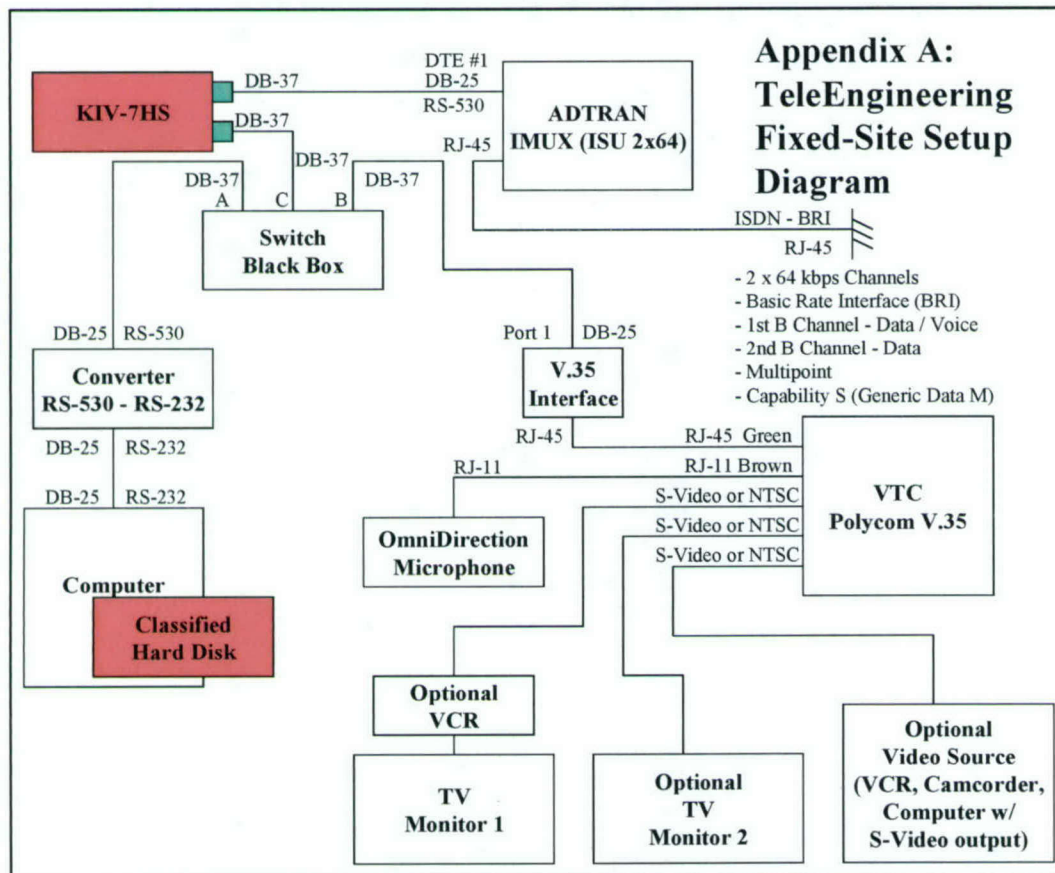 Appendix A:
TeleEngineering
Fixed-Site Setup
Diagram
KIV-7HS
DB-37
DB-37
DTE #1
DB-25
RS-530
ADTRAN
IMUX (ISU 2x64)
RJ-45
DB-37
A
DB-37
C
DB-37
B
Switch
Black Box
ISDN - BRI
RJ-45
- 2 x 64 kbps Channels
- Basic Rate Interface (BRI)
- 1st B Channel - Data / Voice
- 2nd B Channel - Data
- Multipoint
- Capability S (Generic Data M)
DB-25 RS-530
Converter
RS-530 - RS-232
DB-25 RS-232
DB-25 RS-232
Computer
Classified
Hard Disk
Port 1 DB-25
V.35
Interface
RJ-45
RJ-45 Green
RJ-11
RJ-11 Brown
S-Video or NTSC
S-Video or NTSC
S-Video or NTSC
VTC
Polycom V.35
OmniDirection
Microphone
Optional
VCR
TV
Monitor 1
Optional
TV
Monitor 2
Optional
Video Source
(VCR, Camcorder,
Computer w/
S-Video output)